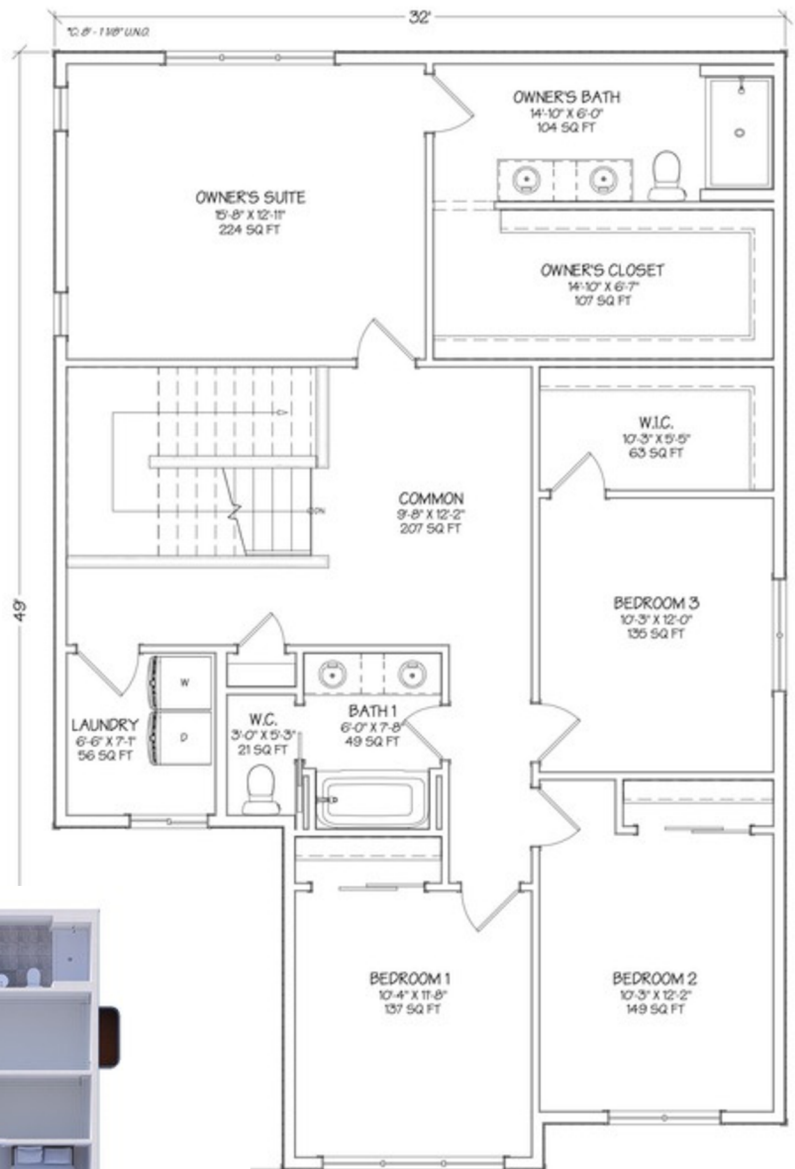 32'
"C: 8' - 1 1/8" U.N.O.
OWNER'S BATH
14'-10" X 6'-0"
104 SQ FT
OWNER'S SUITE
15'-8" X 12'-11"
224 SQ FT
OWNER'S CLOSET
14'-10" X 6'-7"
107 SQ FT
W.I.C.
10'-3" X 5'-5"
63 SQ FT
COMMON
9'-8" X 12'-2"
207 SQ FT
DN
49'
BEDROOM 3
10'-3" X 12'-0"
135 SQ FT
W
D
LAUNDRY
6'-6" X 7'-1"
56 SQ FT
W.C.
3'-0" X 5'-3"
21 SQ FT
BATH 1
6'-0" X 7'-8"
49 SQ FT
BEDROOM 1
10'-4" X 11'-8"
137 SQ FT
BEDROOM 2
10'-3" X 12'-2"
149 SQ FT